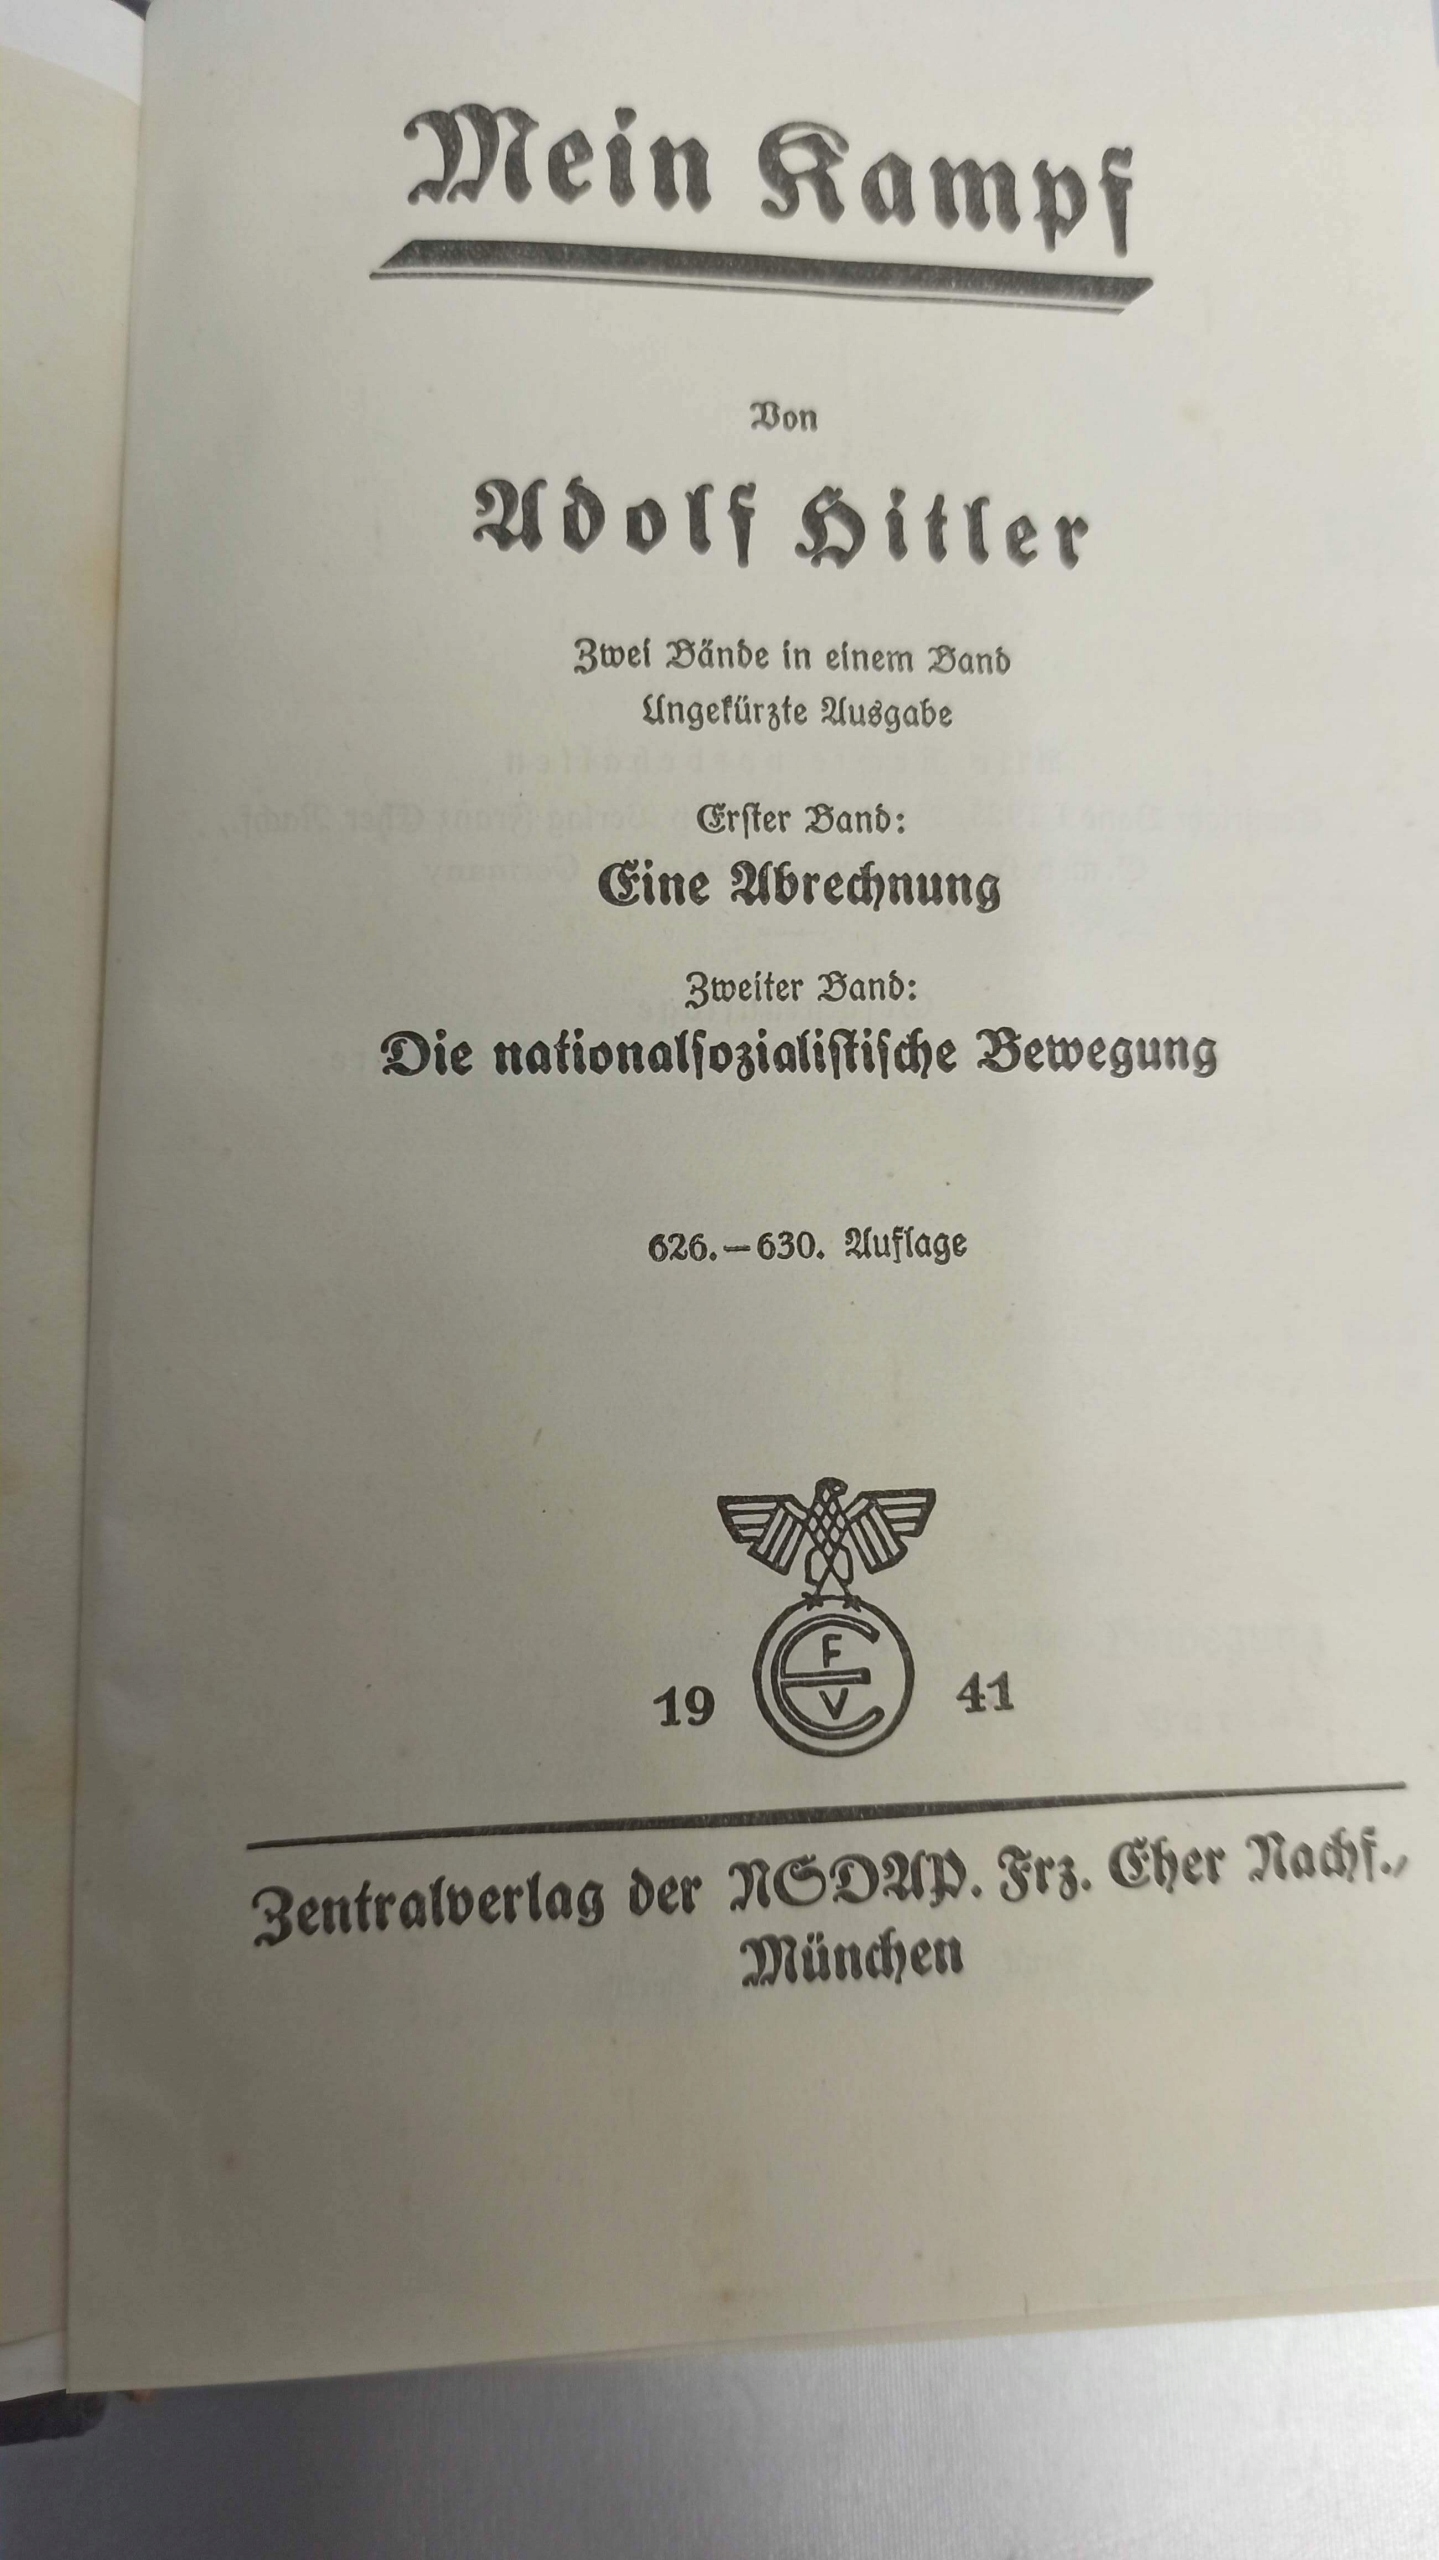 Mein Kampf
Von
Adolf Hitler
Zwei Bände in einem Band
Ungekürzte Ausgabe
Erster Band:
Eine Abrechnung
Zweiter Band:
Die nationalsozialistische Bewegung
626.–630. Auflage
F
E
V
19 41
Zentralverlag der NSDAP. Frz. Eher Nachf.,
München